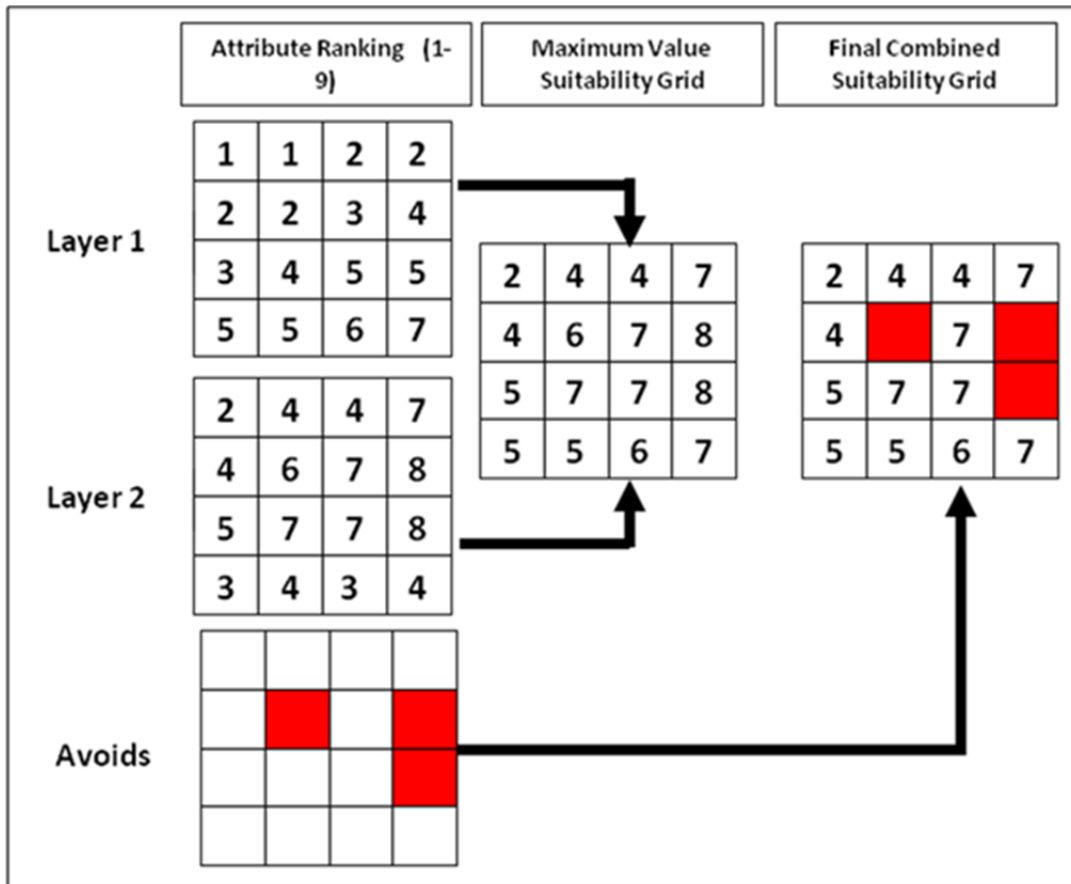 Attribute Ranking (1-
9)
Maximum Value
Suitability Grid
Final Combined
Suitability Grid
Layer 1
1 1 2 2
2 2 3 4
3 4 5 5
5 5 6 7
Layer 2
2 4 4 7
4 6 7 8
5 7 7 8
3 4 3 4
Avoids
2 4 4 7
4 6 7 8
5 7 7 8
5 5 6 7
2 4 4 7
4 7
5 7 7
5 5 6 7